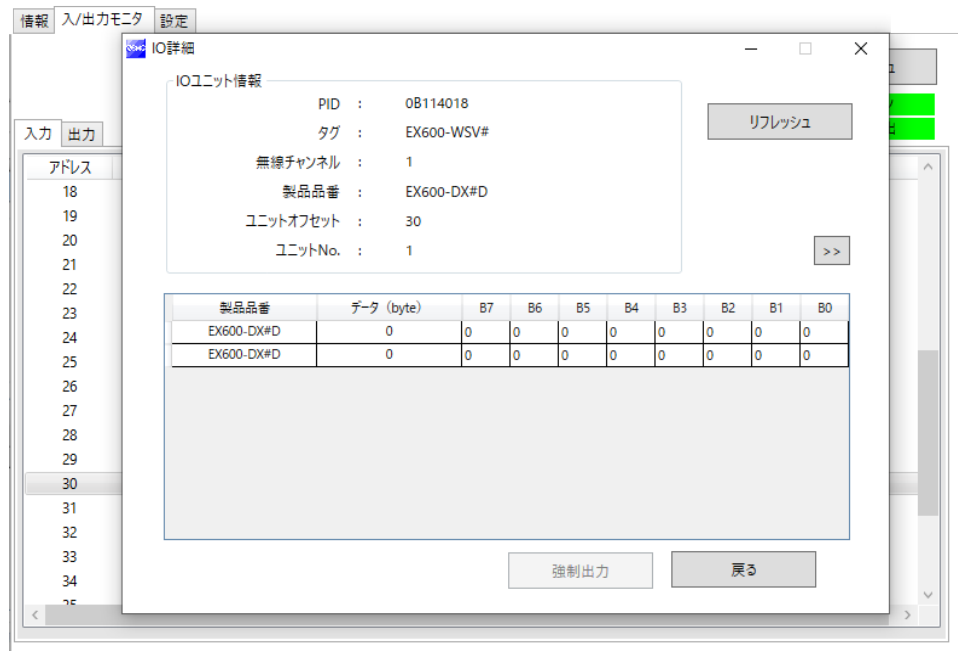 情報 入/出力モニタ 設定
SMC IO詳細
IOユニット情報
PID : 0B114018
タグ : EX600-WSV#
無線チャンネル : 1
製品品番 : EX600-DX#D
ユニットオフセット : 30
ユニットNo. : 1
リフレッシュ
>>
入力 出力
アドレス
18
19
20
21
22
23
24
25
26
27
28
29
30
31
32
33
34
製品品番 データ（byte） B7 B6 B5 B4 B3 B2 B1 B0
EX600-DX#D 0 0 0 0 0 0 0 0 0
EX600-DX#D 0 0 0 0 0 0 0 0 0
強制出力 戻る